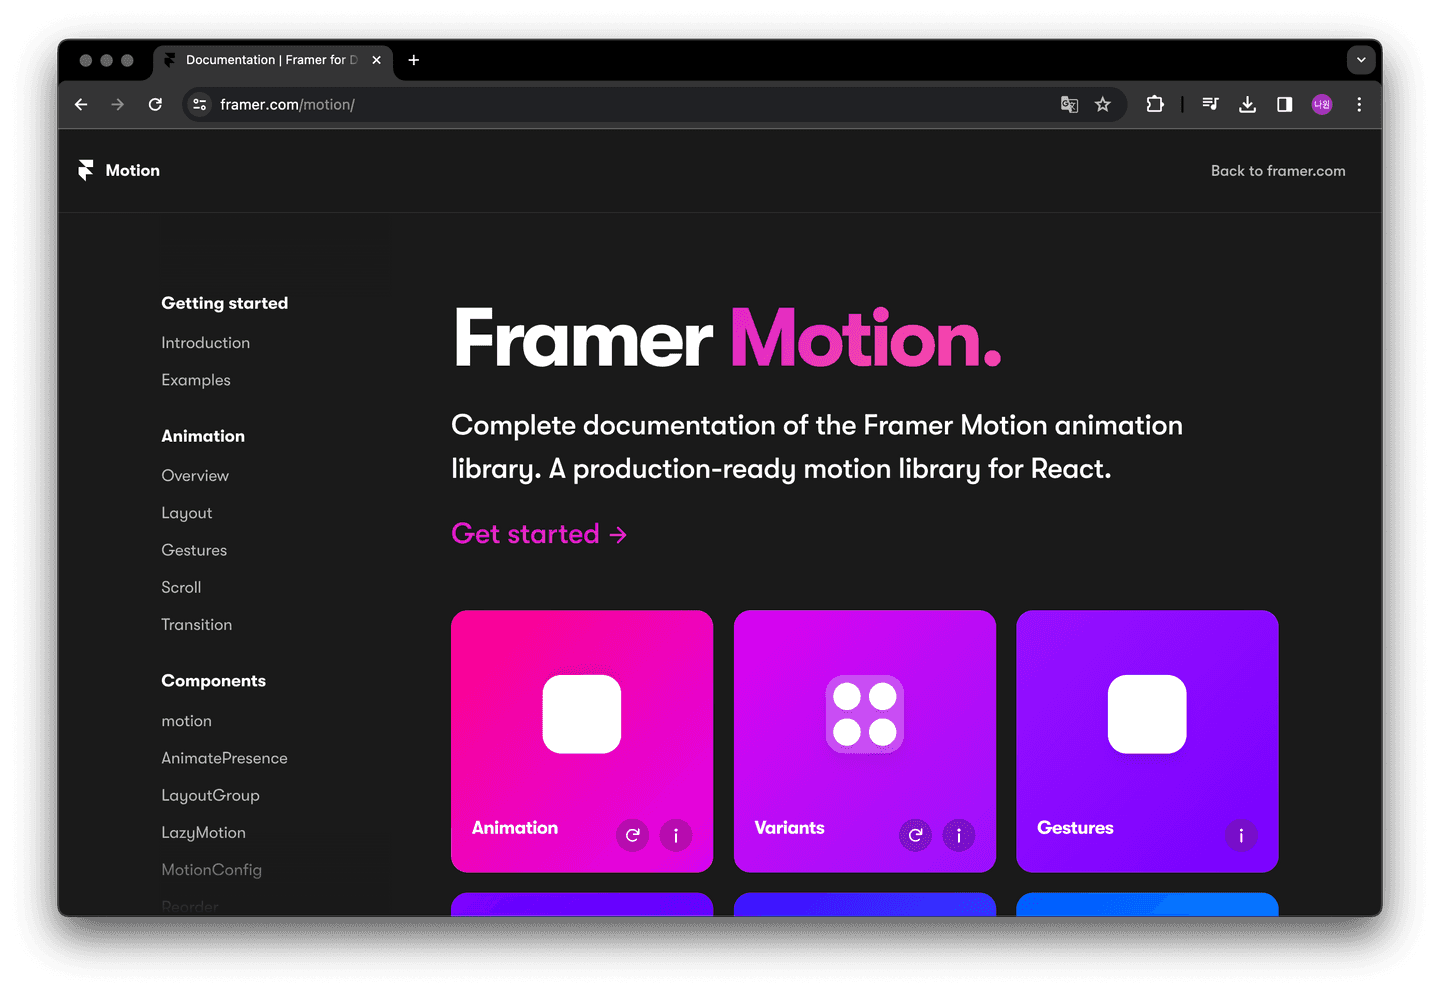 Documentation | Framer for D
framer.com/motion/
나원
Motion
Back to framer.com
Getting started
Introduction
Examples
Animation
Overview
Layout
Gestures
Scroll
Transition
Components
motion
AnimatePresence
LayoutGroup
LazyMotion
MotionConfig
Reorder
Framer Motion.
Complete documentation of the Framer Motion animation
library. A production-ready motion library for React.
Get started →
Animation
Variants
Gestures